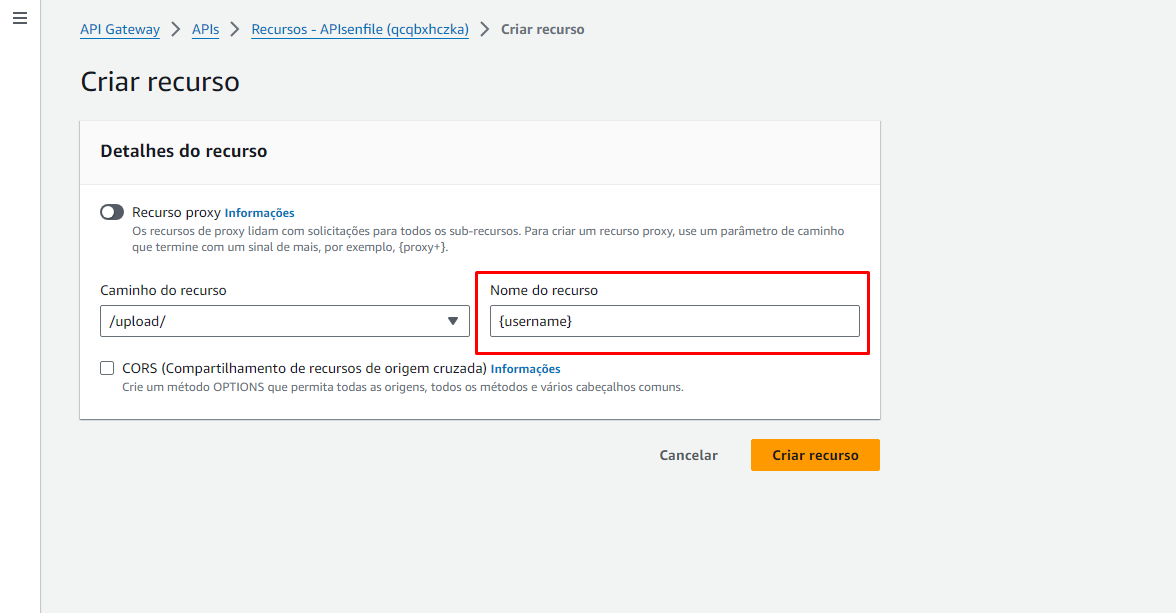 API Gateway > APIs > Recursos - APIsenfile (qcqbxhczka) > Criar recurso
Criar recurso
Detalhes do recurso
Recurso proxy Informações
Os recursos de proxy lidam com solicitações para todos os sub-recursos. Para criar um recurso proxy, use um parâmetro de caminho
que termine com um sinal de mais, por exemplo, {proxy+}.
Caminho do recurso
/upload/
Nome do recurso
{username}
CORS (Compartilhamento de recursos de origem cruzada) Informações
Crie um método OPTIONS que permita todas as origens, todos os métodos e vários cabeçalhos comuns.
Cancelar
Criar recurso